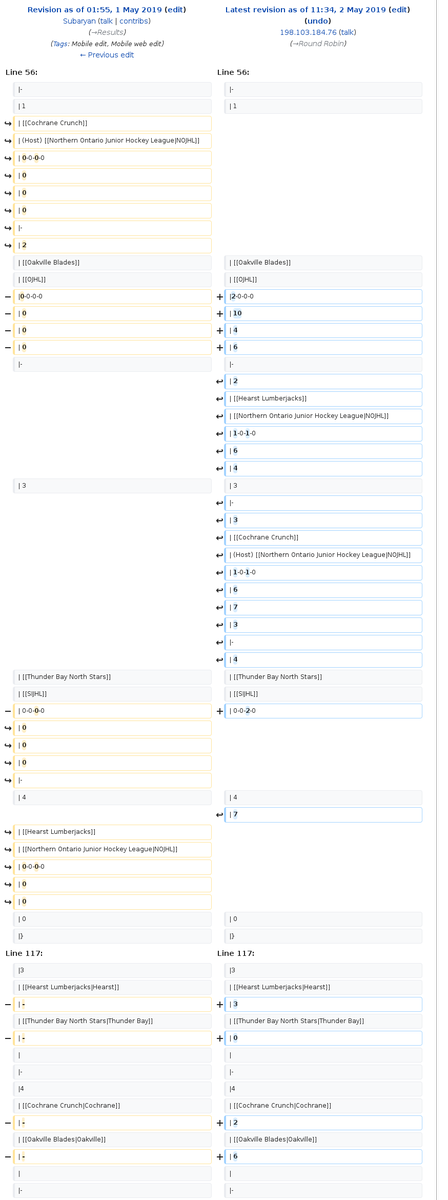 Revision as of 01:55, 1 May 2019 (edit)
Subaryan (talk | contribs)
(→Results)
(Tags: Mobile edit, Mobile web edit)
← Previous edit
Latest revision as of 11:34, 2 May 2019 (edit)
(undo)
198.103.184.76 (talk)
(→Round Robin)
Line 56:
Line 56:
|-
|-
| 1
| 1
| [[Cochrane Crunch]]
| (Host) [[Northern Ontario Junior Hockey League|NOJHL]]
| 0-0-0-0
| 0
| 0
| 0
|-
| 2
| [[Oakville Blades]]
| [[Oakville Blades]]
| [[OJHL]]
| [[OJHL]]
− |0-0-0-0
+ |2-0-0-0
− | 0
+ | 10
− | 0
+ | 4
− | 0
+ | 6
|-
|-
| 2
| [[Hearst Lumberjacks]]
| [[Northern Ontario Junior Hockey League|NOJHL]]
| 1-0-1-0
| 6
| 4
| 3
| 3
|-
| 3
| [[Cochrane Crunch]]
| (Host) [[Northern Ontario Junior Hockey League|NOJHL]]
| 1-0-1-0
| 6
| 7
| 3
|-
| 4
| [[Thunder Bay North Stars]]
| [[Thunder Bay North Stars]]
| [[SIJHL]]
| [[SIJHL]]
− | 0-0-0-0
+ | 0-0-2-0
| 0
| 0
| 0
|-
| 4
| 4
| 7
| [[Hearst Lumberjacks]]
| [[Northern Ontario Junior Hockey League|NOJHL]]
| 0-0-0-0
| 0
| 0
| 0
| 0
|}
|}
Line 117:
Line 117:
|3
|3
| [[Hearst Lumberjacks|Hearst]]
| [[Hearst Lumberjacks|Hearst]]
− | -
+ | 3
| [[Thunder Bay North Stars|Thunder Bay]]
| [[Thunder Bay North Stars|Thunder Bay]]
− | -
+ | 0
|
|
|-
|-
|4
|4
| [[Cochrane Crunch|Cochrane]]
| [[Cochrane Crunch|Cochrane]]
− | -
+ | 2
| [[Oakville Blades|Oakville]]
| [[Oakville Blades|Oakville]]
− | -
+ | 6
|
|
|-
|-